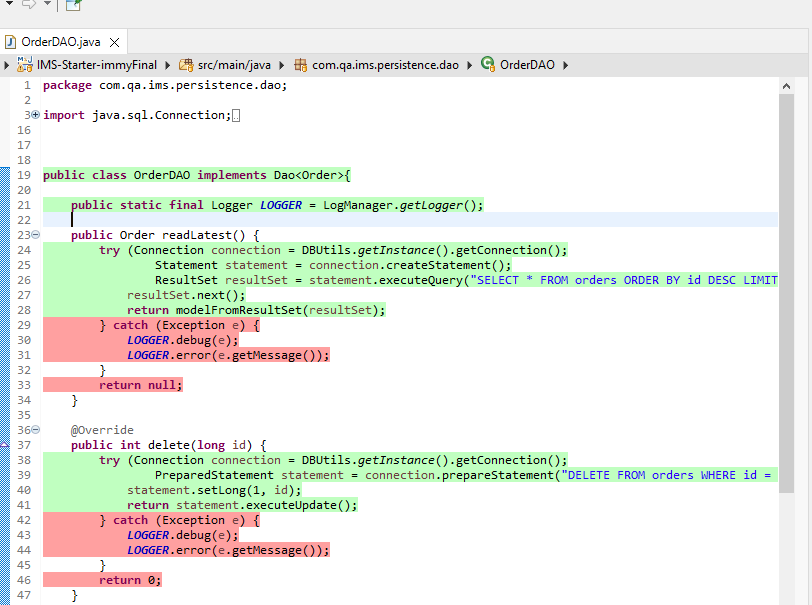 OrderDAO.java
IMS-Starter-immyFinal src/main/java com.qa.ims.persistence.dao OrderDAO
1 package com.qa.ims.persistence.dao;
2
3 import java.sql.Connection;
16
17
18
19 public class OrderDAO implements Dao<Order>{
20
21 public static final Logger LOGGER = LogManager.getLogger();
22
23 public Order readLatest() {
24 try (Connection connection = DBUtils.getInstance().getConnection();
25 Statement statement = connection.createStatement();
26 ResultSet resultSet = statement.executeQuery("SELECT * FROM orders ORDER BY id DESC LIMIT
27 resultSet.next();
28 return modelFromResultSet(resultSet);
29 } catch (Exception e) {
30 LOGGER.debug(e);
31 LOGGER.error(e.getMessage());
32 }
33 return null;
34 }
35
36 @Override
37 public int delete(long id) {
38 try (Connection connection = DBUtils.getInstance().getConnection();
39 PreparedStatement statement = connection.prepareStatement("DELETE FROM orders WHERE id =
40 statement.setLong(1, id);
41 return statement.executeUpdate();
42 } catch (Exception e) {
43 LOGGER.debug(e);
44 LOGGER.error(e.getMessage());
45 }
46 return 0;
47 }